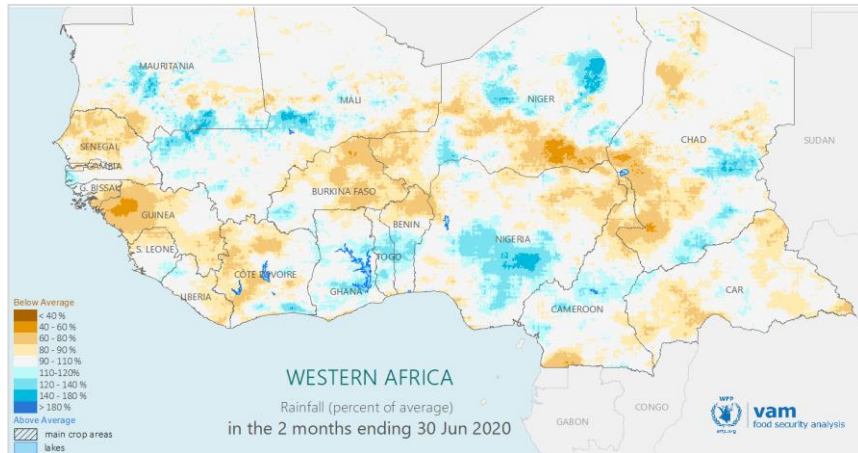 MAURITANIA
MALI
NIGER
CHAD
SUDAN
SENEGAL
GAMBIA
G. BISSAU
GUINEA
BURKINA FASO
BENIN
NIGERIA
S. LEONE
CÔTE D'IVOIRE
TOGO
LIBERIA
GHANA
CAMEROON
CAR
GABON
CONGO
Below Average
< 40 %
40 - 60 %
60 - 80 %
80 - 90 %
90 - 110 %
110-120%
120 - 140 %
140 - 180 %
> 180 %
Above Average
main crop areas
lakes
WESTERN AFRICA
Rainfall (percent of average)
in the 2 months ending 30 Jun 2020
WFP
wfp.org
vam
food security analysis